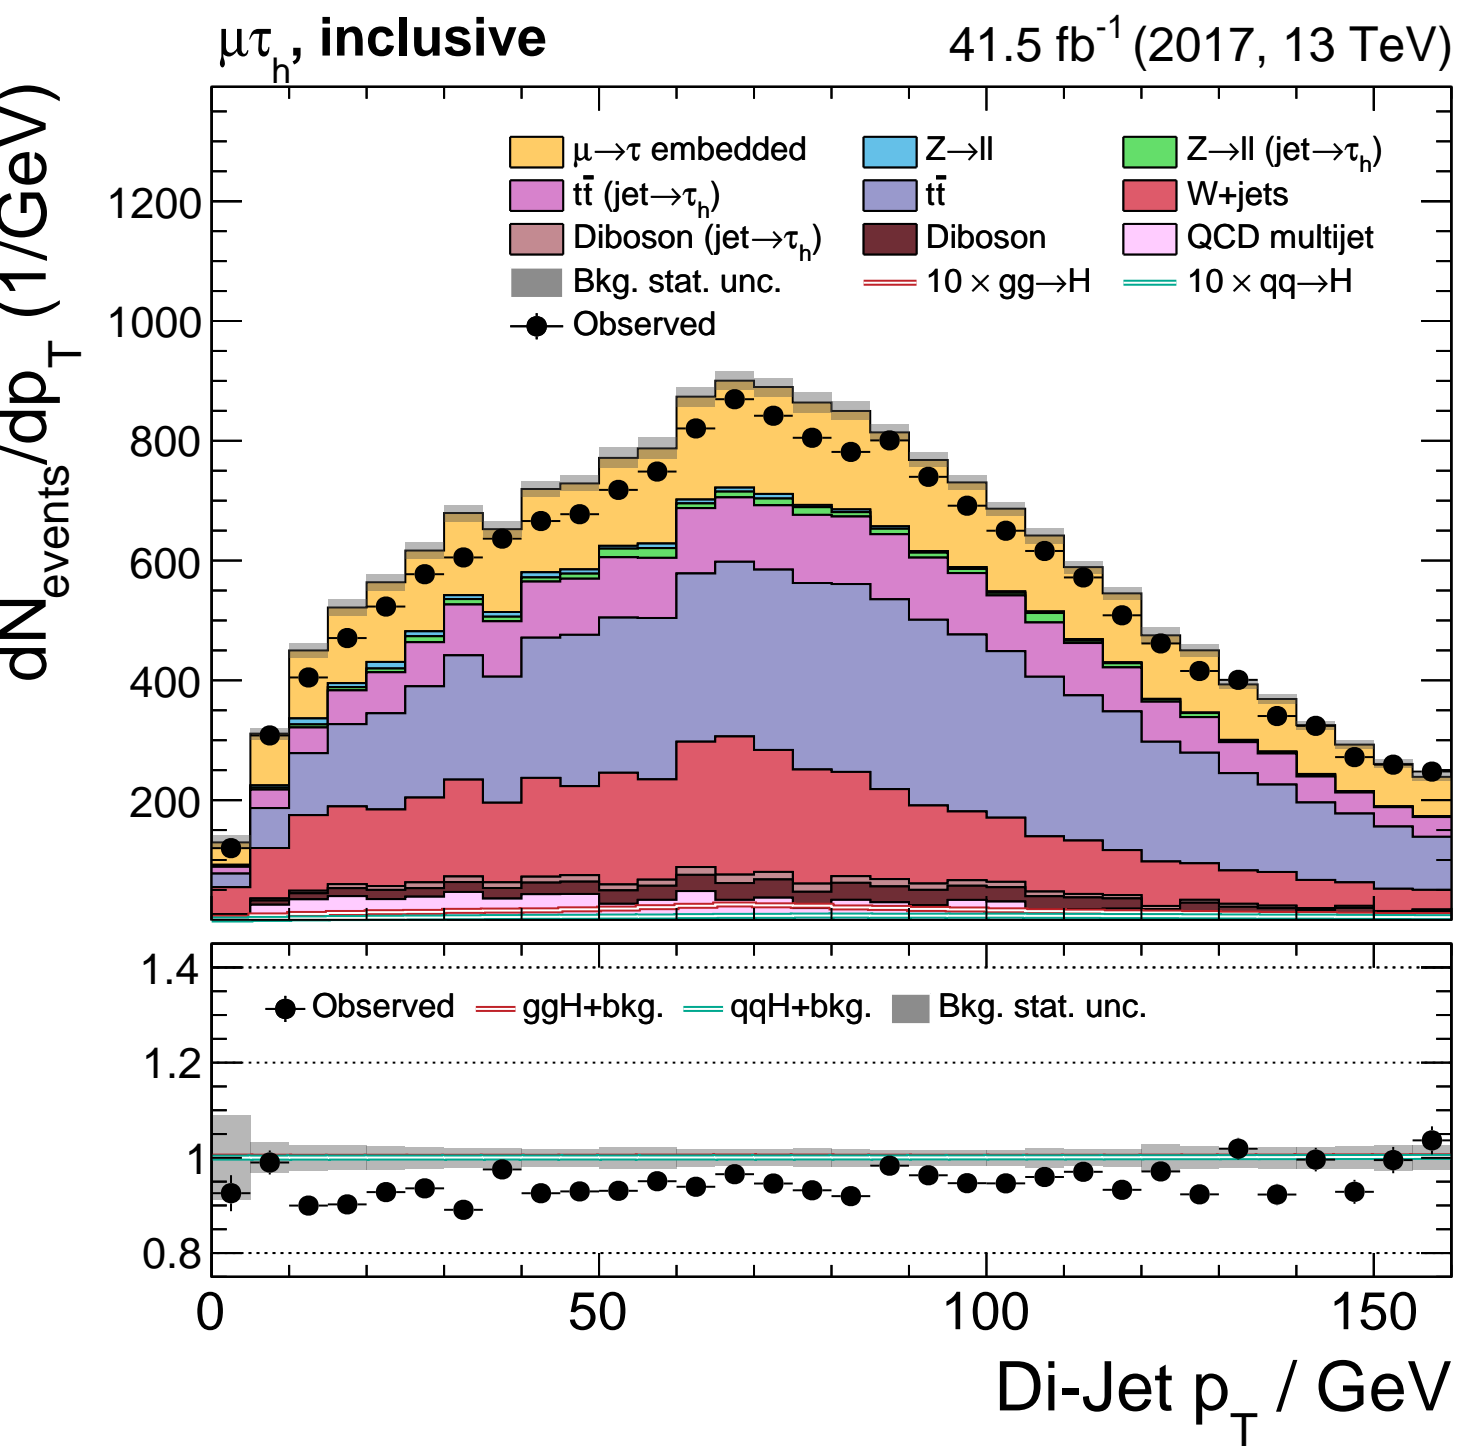 μτh, inclusive
41.5 fb-1 (2017, 13 TeV)
dNevents/dpT (1/GeV)
μ→τ embedded
Z→ll
Z→ll (jet→τh)
tt̄ (jet→τh)
tt̄
W+jets
Diboson (jet→τh)
Diboson
QCD multijet
Bkg. stat. unc.
10 × gg→H
10 × qq→H
Observed
1200
1000
800
600
400
200
Observed
ggH+bkg.
qqH+bkg.
Bkg. stat. unc.
1.4
1.2
1
0.8
0
50
100
150
Di-Jet pT / GeV